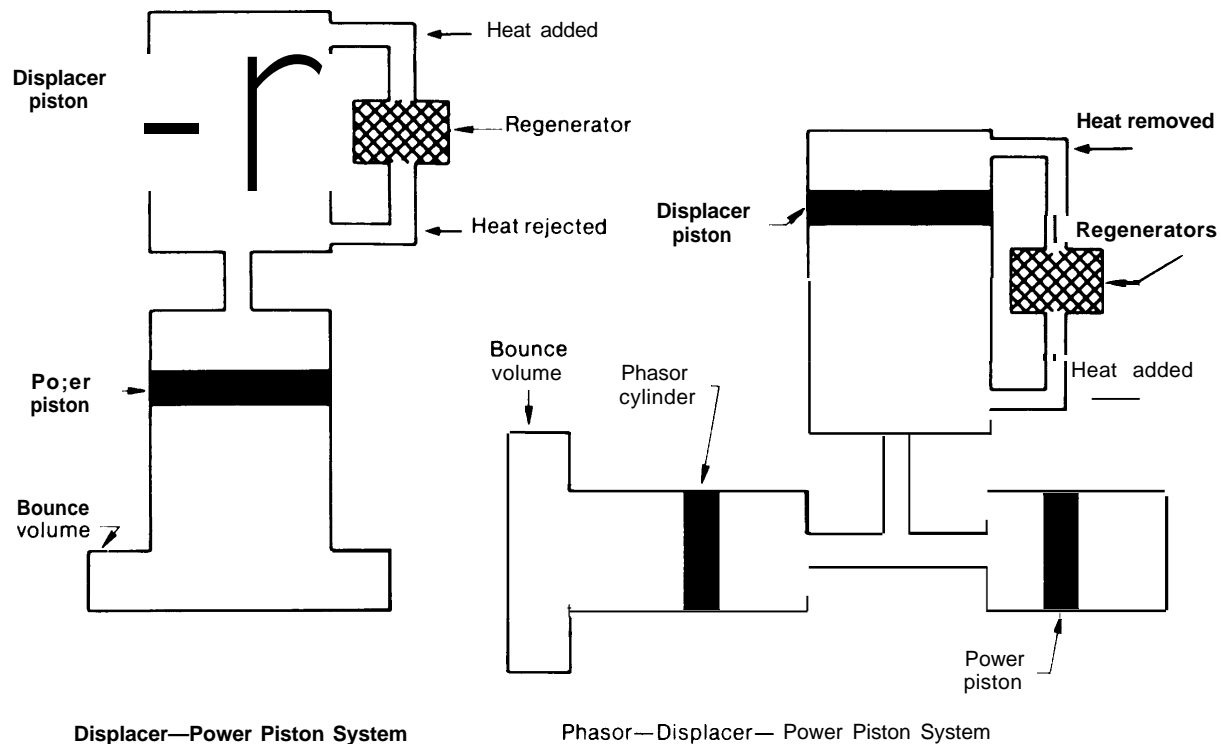 Heat added
Displacer
piston
Regenerator
Heat rejected
Po;er
piston
Bounce
volume
Displacer—Power Piston System
Heat removed
Displacer
piston
Regenerators
Heat added
Bounce
volume
Phasor
cylinder
Power
piston
Phasor—Displacer— Power Piston System